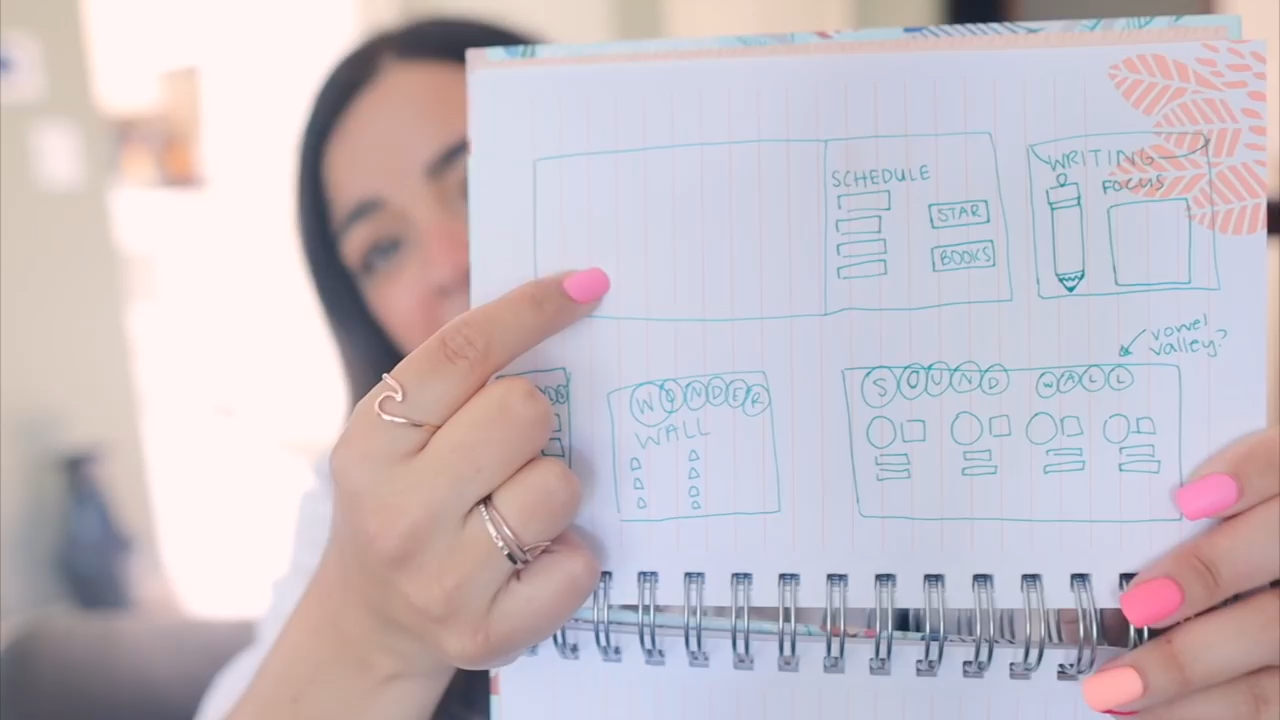 SCHEDULE
STAR
BOOKS
WRITING
FOCUS
vowel
valley?
WONDER
WALL
SOUND WALL